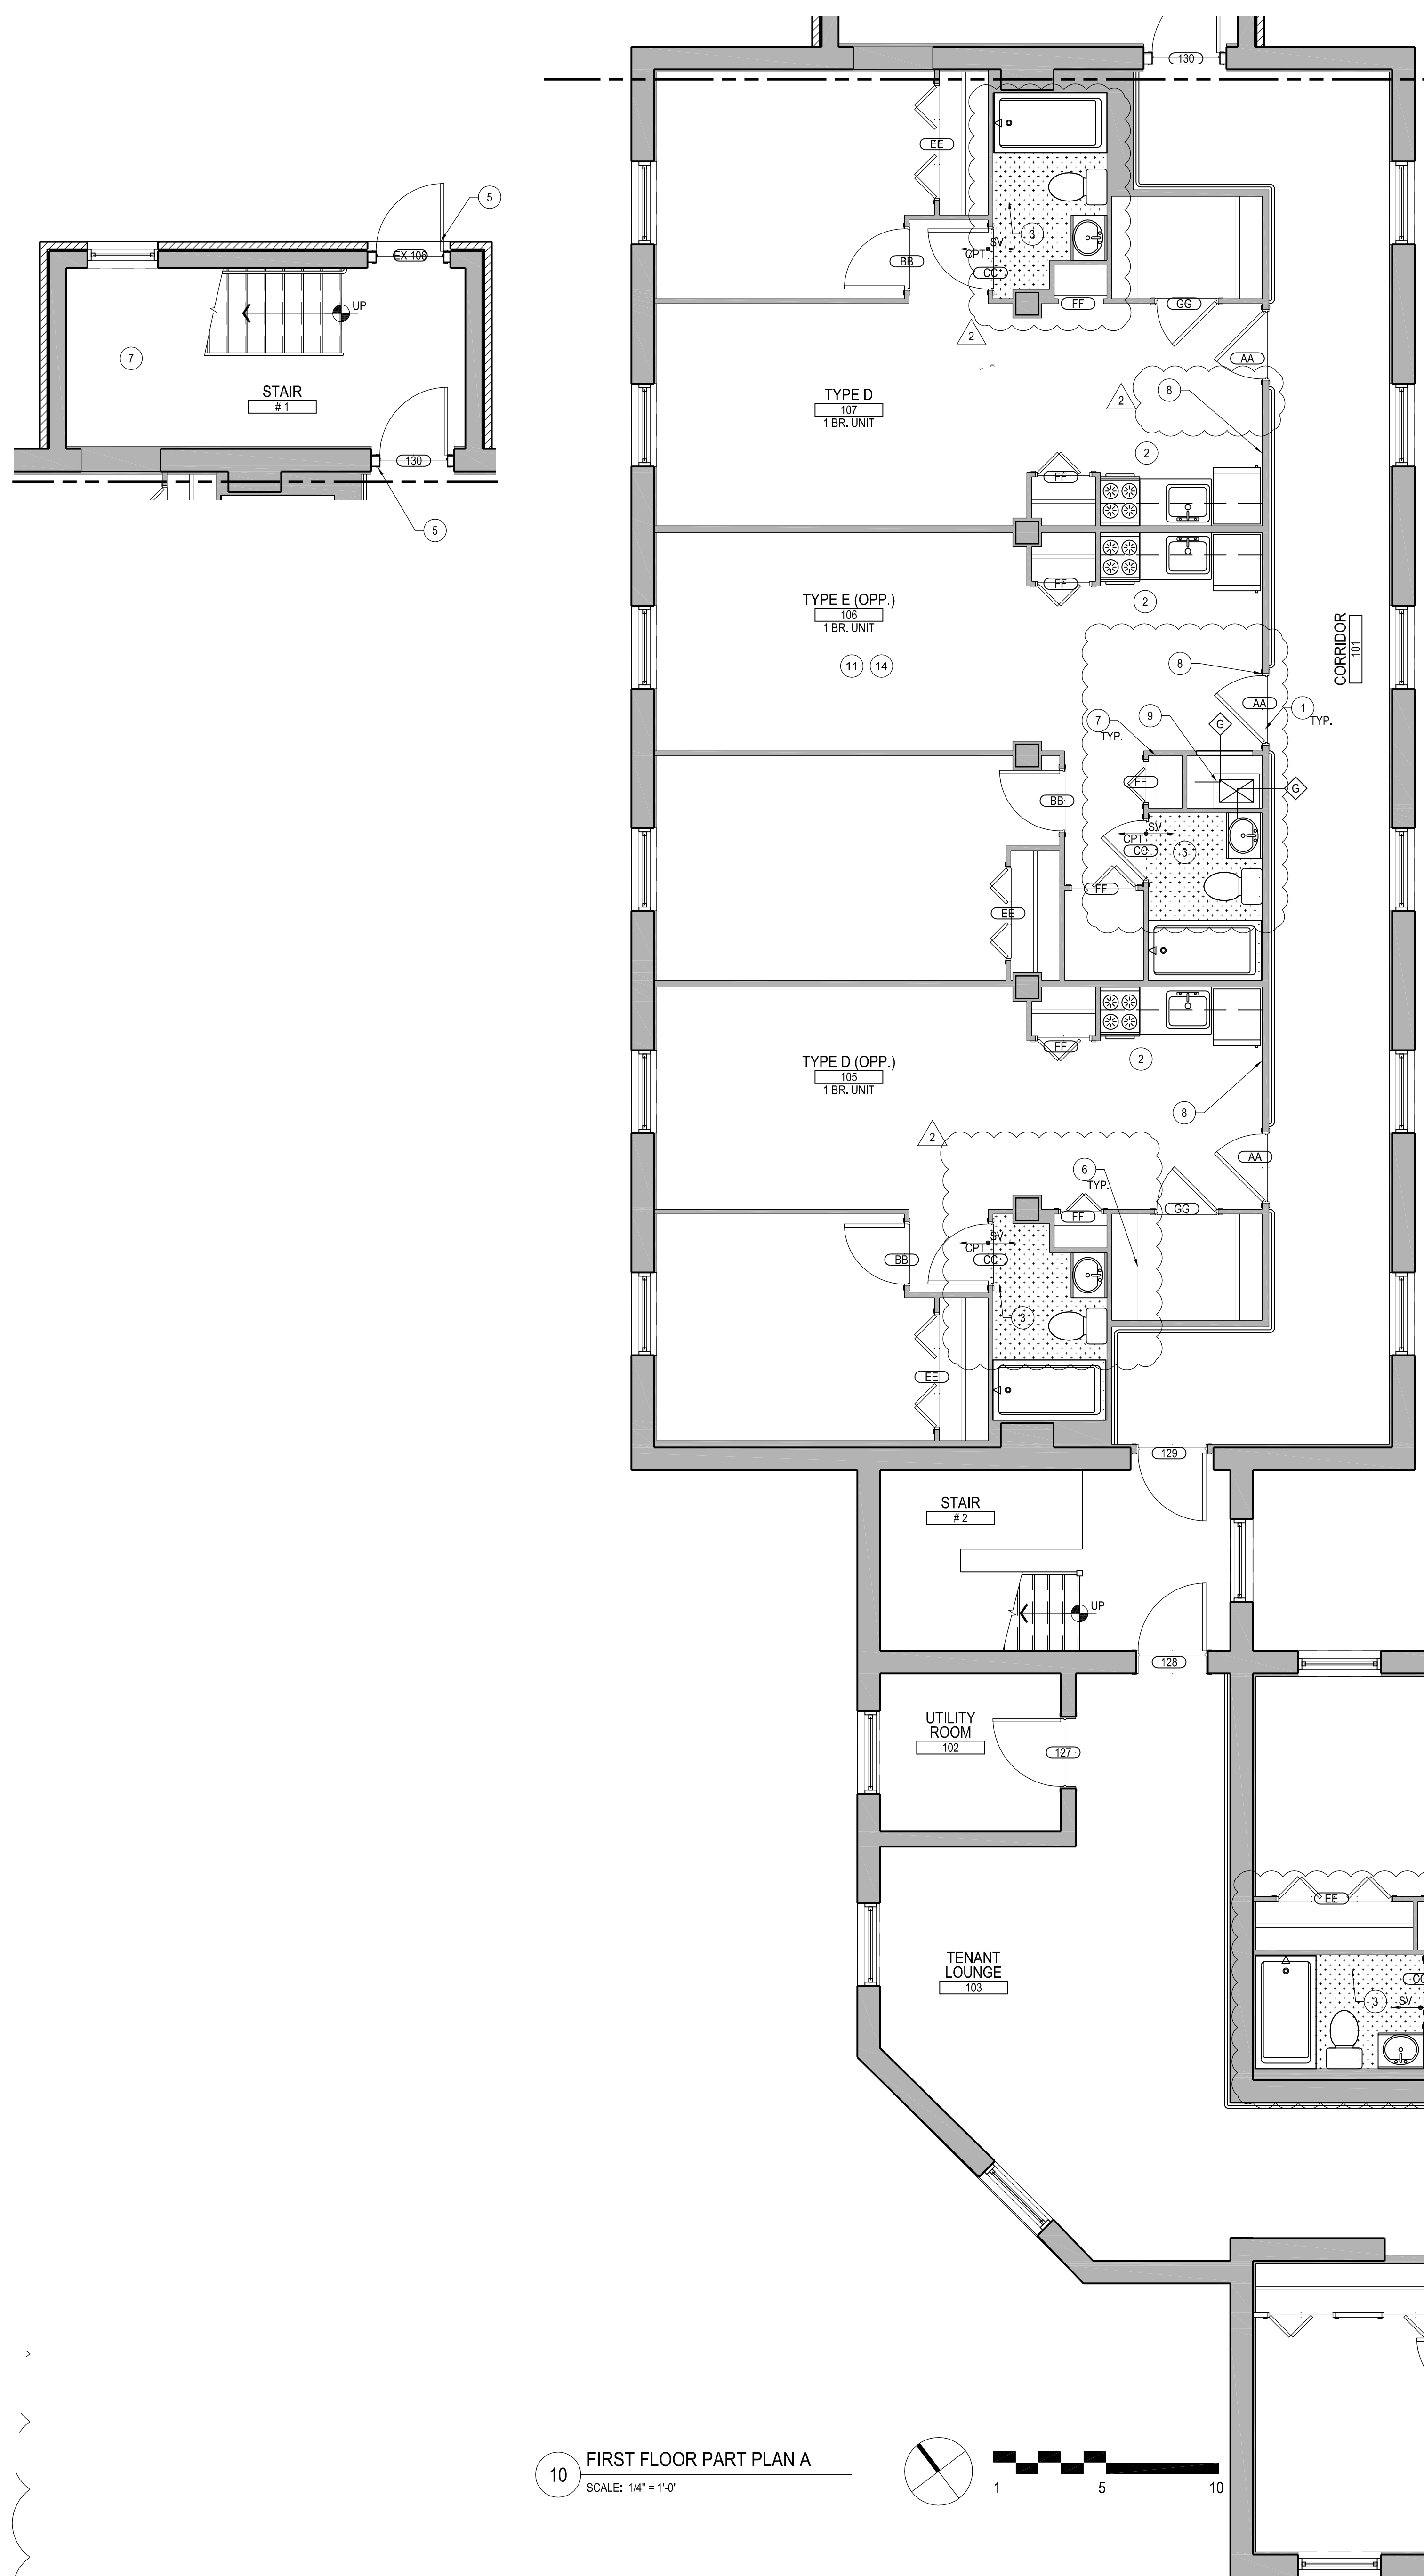 130
EE
3
SV
CPT
BB
CC
FF
GG
2
AA
5
EX 106
UP
7
STAIR
# 1
130
5
TYPE D
107
1 BR. UNIT
2
8
2
FF
FF
TYPE E (OPP.)
106
1 BR. UNIT
2
11 14
8
CORRIDOR
101
AA
1
TYP.
7
TYP.
9
G
G
FF
BB
SV
CPT
CC
3
FF
EE
FF
2
TYPE D (OPP.)
105
1 BR. UNIT
8
2
AA
6
TYP.
GG
FF
SV
CPT
BB
CC
3
EE
129
STAIR
# 2
UP
128
UTILITY
ROOM
102
127
EE
TENANT
LOUNGE
103
3
SV
10
FIRST FLOOR PART PLAN A
SCALE: 1/4" = 1'-0"
1 5 10